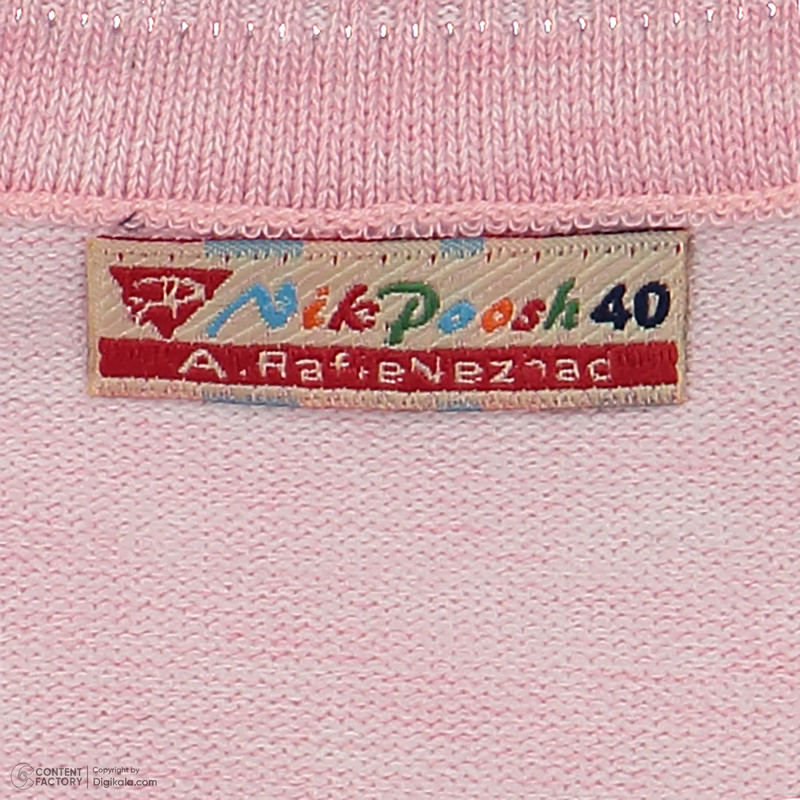 NikPoosh 40
A.RafieNezhad
CONTENT FACTORY
Copyright by
Digikala.com